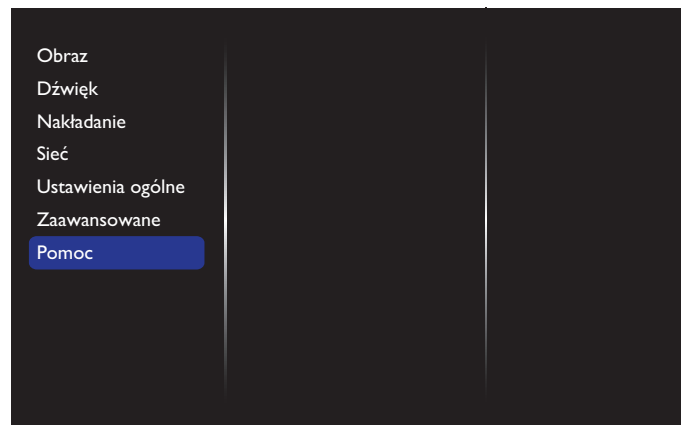 Obraz
Dźwięk
Nakładanie
Sieć
Ustawienia ogólne
Zaawansowane
Pomoc